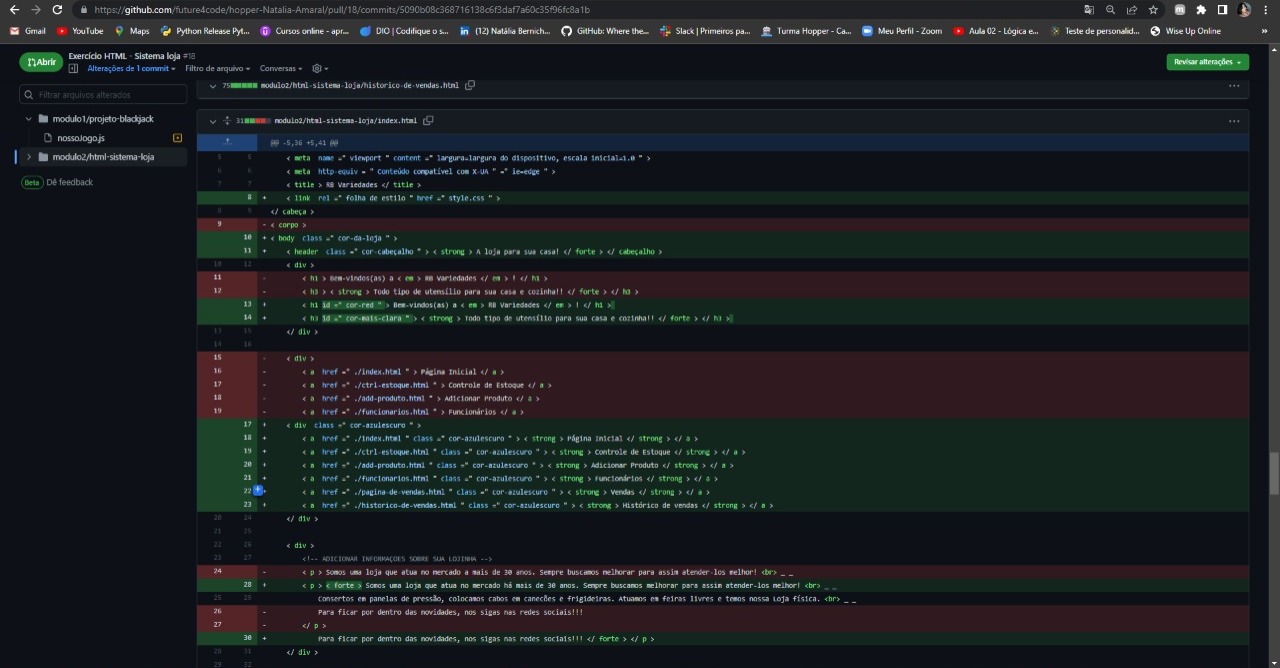 https://github.com/future4code/hopper-Natalia-Amaral/pull/18/commits/5090b08c368716138c6f3daf7a60c35f96fc8a1b
Gmail YouTube Maps Python Release Pyt... Cursos online - apr... DIO | Codifique o s... (12) Natália Bernich... GitHub: Where the... Slack | Primeiros pa... Turma Hopper - Ca... Meu Perfil - Zoom Aula 02 - Lógica e... Teste de personalid... Wise Up Online »
Abrir Exercício HTML - Sistema loja #18
Alterações de 1 commit Filtro de arquivo Conversas
Revisar alterações
Filtrar arquivos alterados
modulo1/projeto-blackjack
nossoJogo.js
modulo2/html-sistema-loja
Beta Dê feedback
75 modulo2/html-sistema-loja/historico-de-vendas.html
31 modulo2/html-sistema-loja/index.html
@@ -5,36 +5,41 @@
5 5 < meta name =" viewport " content =" largura=largura do dispositivo, escala inicial=1.0 " >
6 6 < meta http-equiv = " Conteúdo compatível com X-UA " =" ie=edge " >
7 7 < title > RB Variedades </ title >
8 + < link rel =" folha de estilo " href =" style.css " >
8 9 </ cabeça >
9 - < corpo >
10 + < body class =" cor-da-loja " >
11 + < header class =" cor-cabeçalho " > < strong > A loja para sua casa! </ forte > </ cabeçalho >
10 12 < div >
11 - < h1 > Bem-vindos(as) a < em > RB Variedades </ em > ! </ h1 >
12 - < h3 > < strong > Todo tipo de utensílio para sua casa e cozinha!! </ forte > </ h3 >
13 + < h1 id =" cor-red " > Bem-vindos(as) a < em > RB Variedades </ em > ! </ h1 >
14 + < h3 id =" cor-mais-clara " > < strong > Todo tipo de utensílio para sua casa e cozinha!! </ forte > </ h3 >
13 15 </ div >
14 16
15 - < div >
16 - < a href =" ./index.html " > Página Inicial </ a >
17 - < a href =" ./ctrl-estoque.html " > Controle de Estoque </ a >
18 - < a href =" ./add-produto.html " > Adicionar Produto </ a >
19 - < a href =" ./funcionarios.html " > Funcionários </ a >
17 + < div class =" cor-azulescuro " >
18 + < a href =" ./index.html " class =" cor-azulescuro " > < strong > Página Inicial </ strong > </ a >
19 + < a href =" ./ctrl-estoque.html " class =" cor-azulescuro " > < strong > Controle de Estoque </ strong > </ a >
20 + < a href =" ./add-produto.html " class =" cor-azulescuro " > < strong > Adicionar Produto </ strong > </ a >
21 + < a href =" ./funcionarios.html " class =" cor-azulescuro " > < strong > Funcionários </ strong > </ a >
22 + < a href =" ./pagina-de-vendas.html " class =" cor-azulescuro " > < strong > Vendas </ strong > </ a >
23 + < a href =" ./historico-de-vendas.html " class =" cor-azulescuro " > < strong > Histórico de vendas </ strong > </ a >
20 24 </ div >
21 25
22 26 < div >
23 27 <!-- ADICIONAR INFORMAÇOES SOBRE SUA LOJINHA -->
24 - < p > Somos uma loja que atua no mercado a mais de 30 anos. Sempre buscamos melhorar para assim atender-los melhor! <br> _ _
28 + < p > < forte > Somos uma loja que atua no mercado há mais de 30 anos. Sempre buscamos melhorar para assim atender-los melhor! <br> _ _
25 29 Consertos em panelas de pressão, colocamos cabos em canecões e frigideiras. Atuamos em feiras livres e temos nossa Loja física. <br> _ _
26 - Para ficar por dentro das novidades, nos sigas nas redes sociais!!!
27 - </ p >
30 + Para ficar por dentro das novidades, nos sigas nas redes sociais!!! </ forte > </ p >
28 31 </ div >
29 32